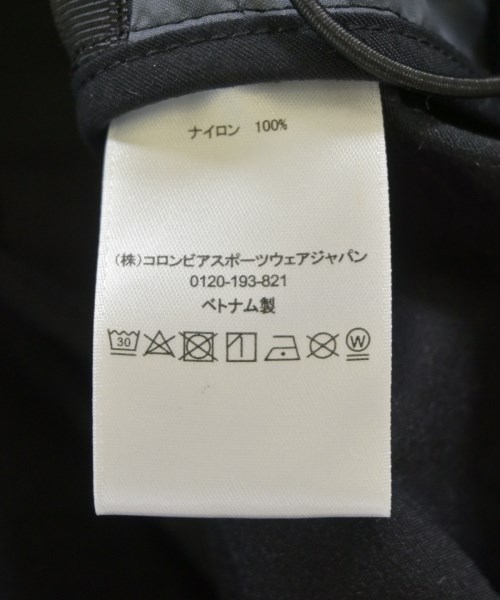 ナイロン 100%
(株)コロンビアスポーツウェアジャパン
0120-193-821
ベトナム製
30 W